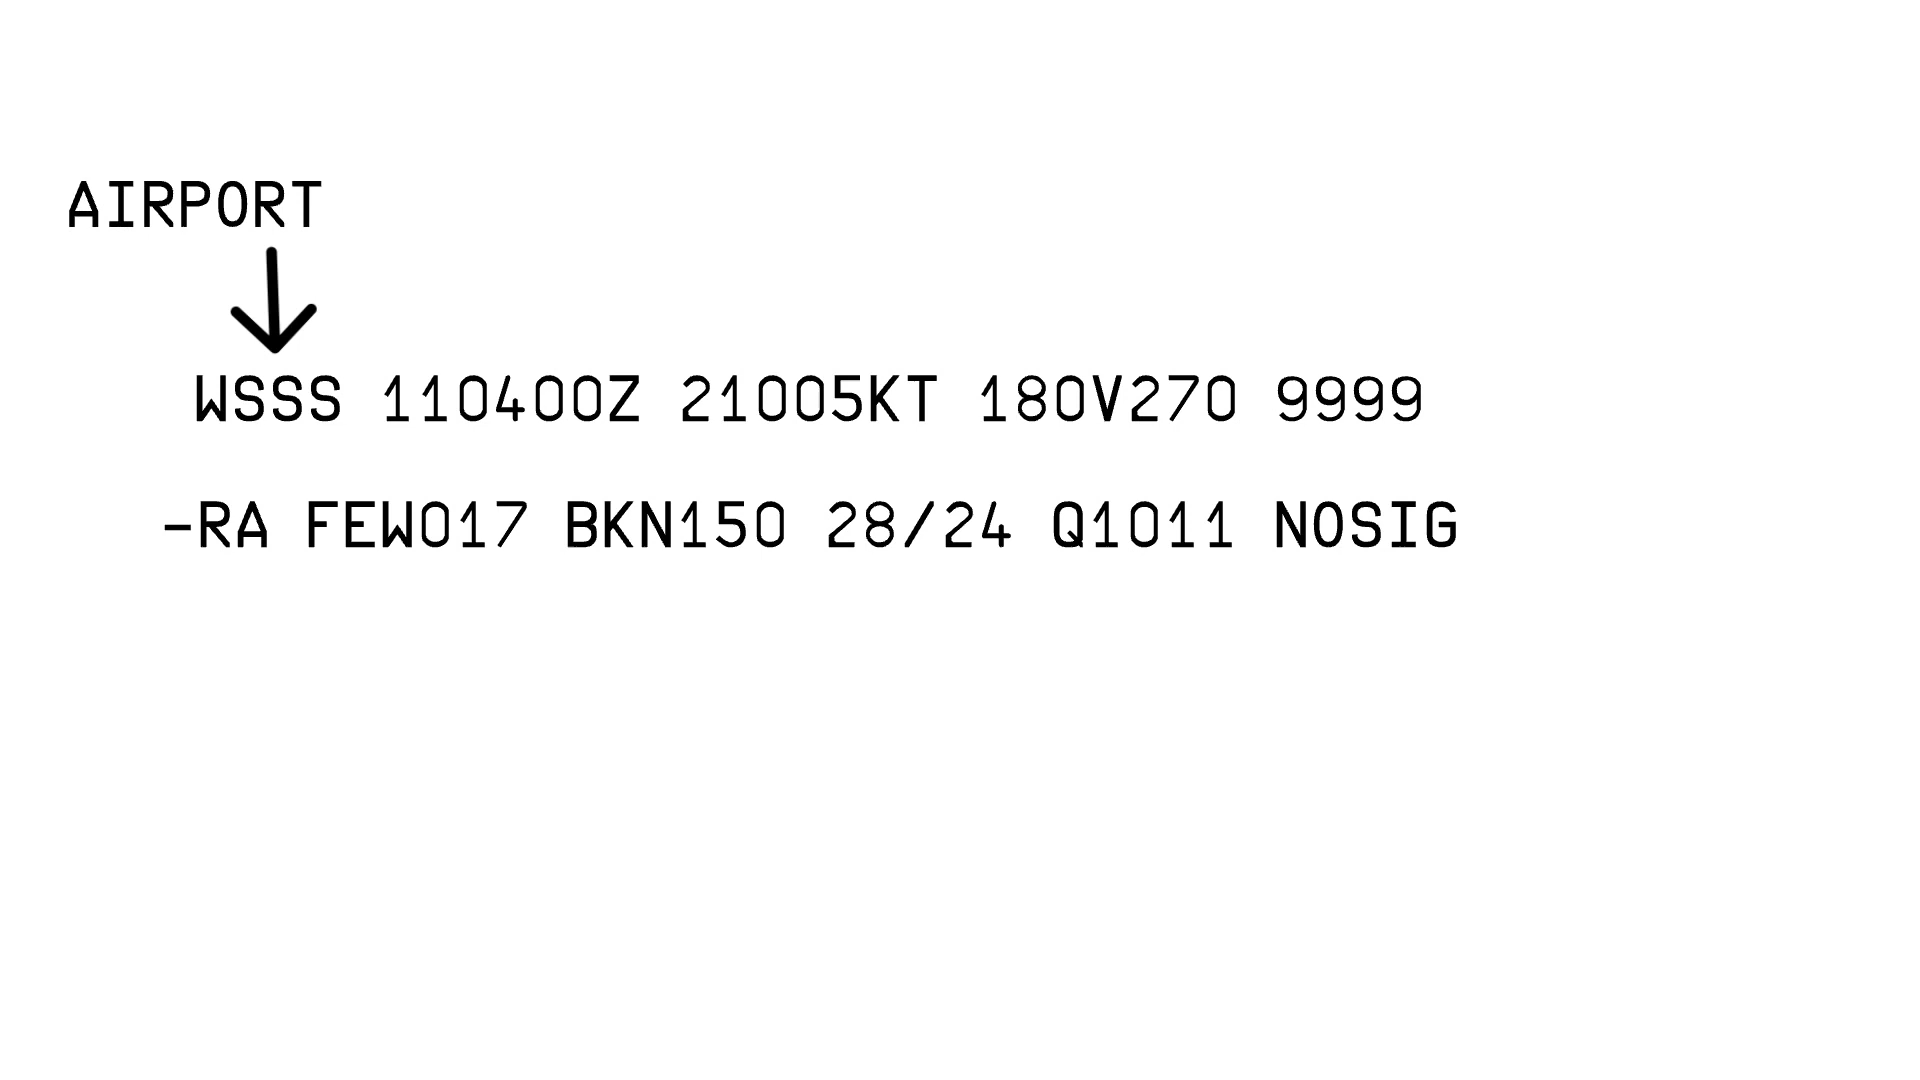 AIRPORT
WSSS 110400Z 21005KT 180V270 9999
-RA FEW017 BKN150 28/24 Q1011 NOSIG